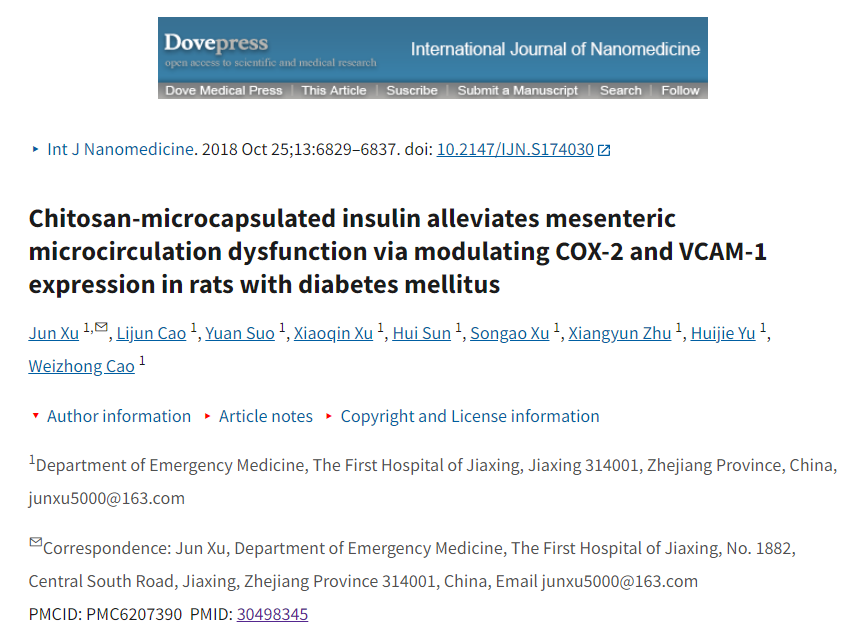 Dovepress
open access to scientific and medical research
International Journal of Nanomedicine
Dove Medical Press | This Article | Suscribe | Submit a Manuscript | Search | Follow
Int J Nanomedicine. 2018 Oct 25;13:6829–6837. doi: 10.2147/IJN.S174030
Chitosan-microcapsulated insulin alleviates mesenteric
microcirculation dysfunction via modulating COX-2 and VCAM-1
expression in rats with diabetes mellitus
Jun Xu 1,✉, Lijun Cao 1, Yuan Suo 1, Xiaoqin Xu 1, Hui Sun 1, Songao Xu 1, Xiangyun Zhu 1, Huijie Yu 1,
Weizhong Cao 1
Author information Article notes Copyright and License information
1Department of Emergency Medicine, The First Hospital of Jiaxing, Jiaxing 314001, Zhejiang Province, China,
junxu5000@163.com
✉Correspondence: Jun Xu, Department of Emergency Medicine, The First Hospital of Jiaxing, No. 1882,
Central South Road, Jiaxing, Zhejiang Province 314001, China, Email junxu5000@163.com
PMCID: PMC6207390 PMID: 30498345